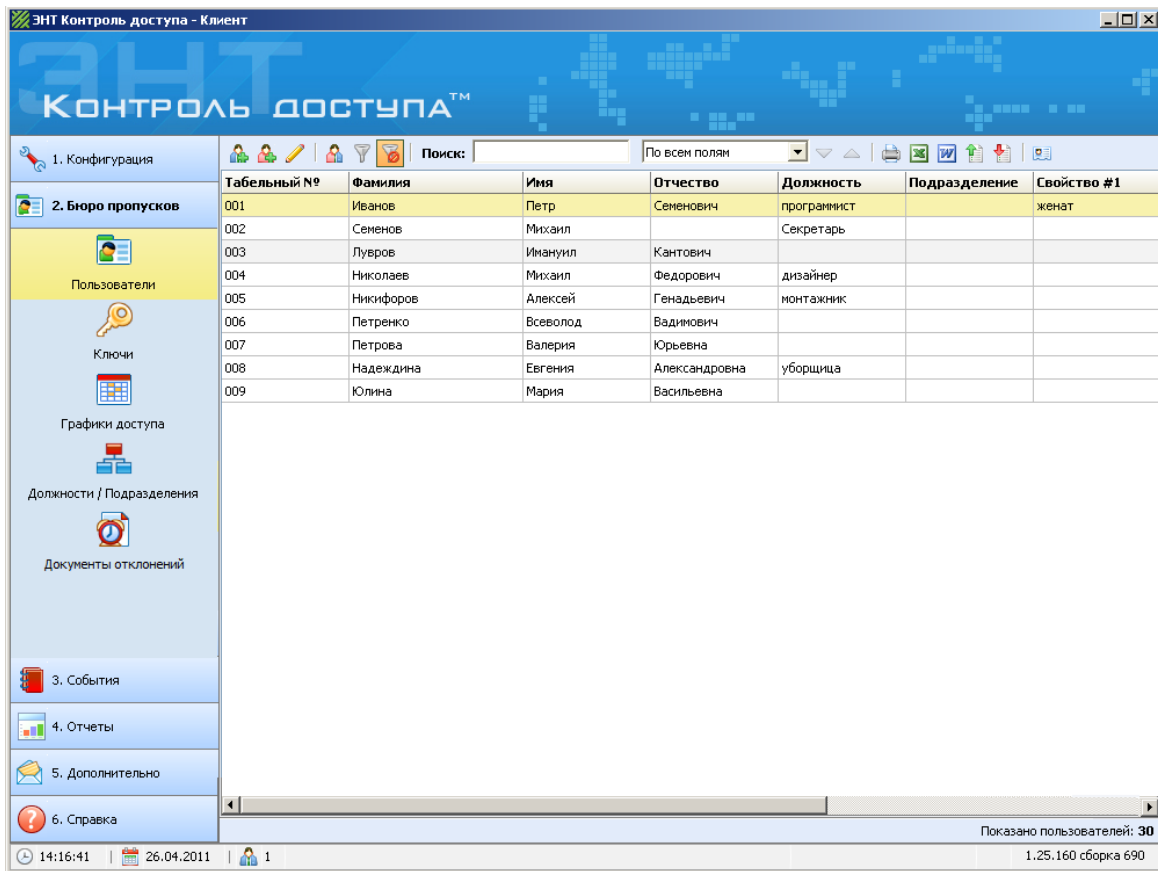 ЭНТ Контроль доступа - Клиент
ЭНТ
Контроль доступа™
1. Конфигурация
2. Бюро пропусков
Пользователи
Ключи
Графики доступа
Должности / Подразделения
Документы отклонений
3. События
4. Отчеты
5. Дополнительно
6. Справка
Поиск: По всем полям
Табельный № Фамилия Имя Отчество Должность Подразделение Свойство #1
001 Иванов Петр Семенович программист женат
002 Семенов Михаил Секретарь
003 Лувров Имануил Кантович
004 Николаев Михаил Федорович дизайнер
005 Никифоров Алексей Генадьевич монтажник
006 Петренко Всеволод Вадимович
007 Петрова Валерия Юрьевна
008 Надеждина Евгения Александровна уборщица
009 Юлина Мария Васильевна
Показано пользователей: 30
14:16:41 | 26.04.2011 | 1 1.25.160 сборка 690